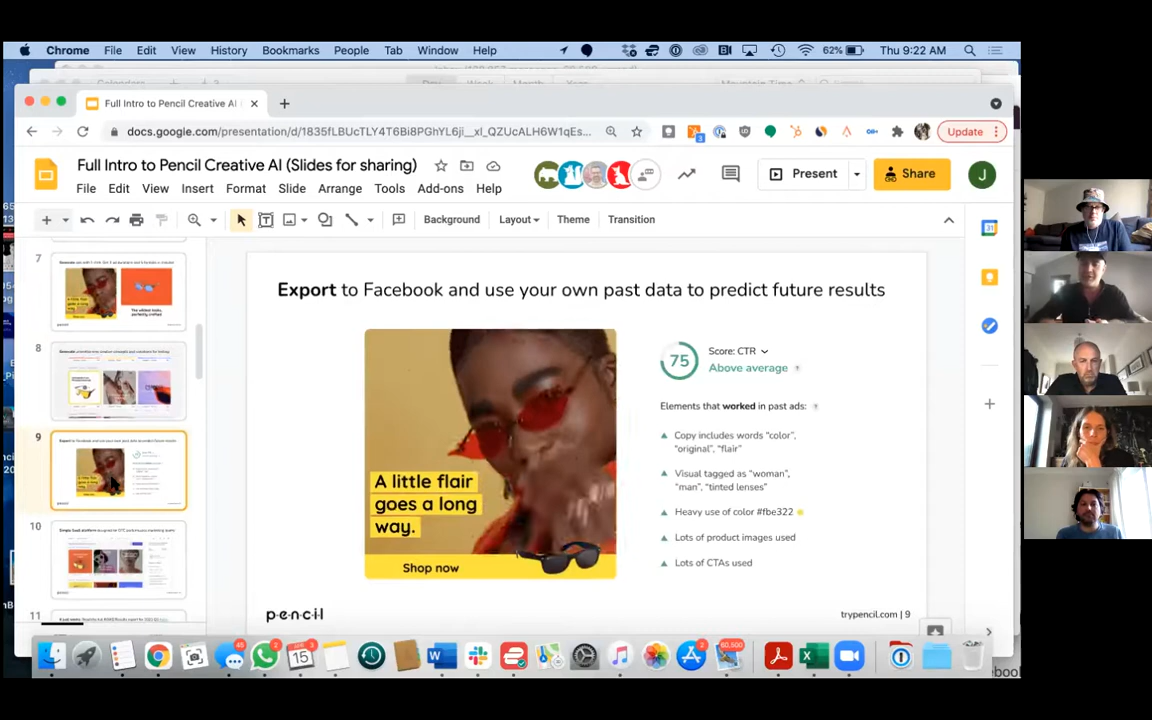 Chrome File Edit View History Bookmarks People Tab Window Help 62% Thu 9:22 AM
Full Intro to Pencil Creative AI
docs.google.com/presentation/d/1835fLBUcTLY4T6Bi8PGhYL6ji__xl_QZUcALH6W1qEs...
Update
Full Intro to Pencil Creative AI (Slides for sharing)
File Edit View Insert Format Slide Arrange Tools Add-ons Help
Present
Share
J
Background Layout Theme Transition
7
8
9
10
11
Export to Facebook and use your own past data to predict future results
75
Score: CTR
Above average
Elements that worked in past ads:
Copy includes words "color",
"original", "flair"
Visual tagged as "woman",
"man", "tinted lenses"
Heavy use of color #fbe322
Lots of product images used
Lots of CTAs used
A little flair
goes a long
way.
Shop now
pencil
trypencil.com | 9